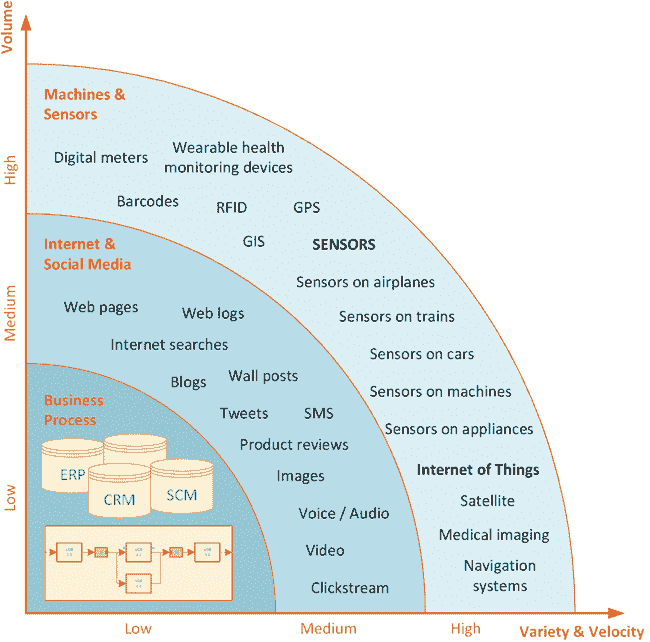 Volume
High
Medium
Low
Machines &
Sensors
Digital meters
Wearable health
monitoring devices
Barcodes
RFID
GPS
GIS
SENSORS
Sensors on airplanes
Sensors on trains
Sensors on cars
Sensors on machines
Sensors on appliances
Internet of Things
Satellite
Medical imaging
Navigation
systems
Internet &
Social Media
Web pages
Web logs
Internet searches
Blogs
Wall posts
Tweets
SMS
Product reviews
Images
Voice / Audio
Video
Clickstream
Business
Process
ERP
CRM
SCM
Low
Medium
High
Variety & Velocity